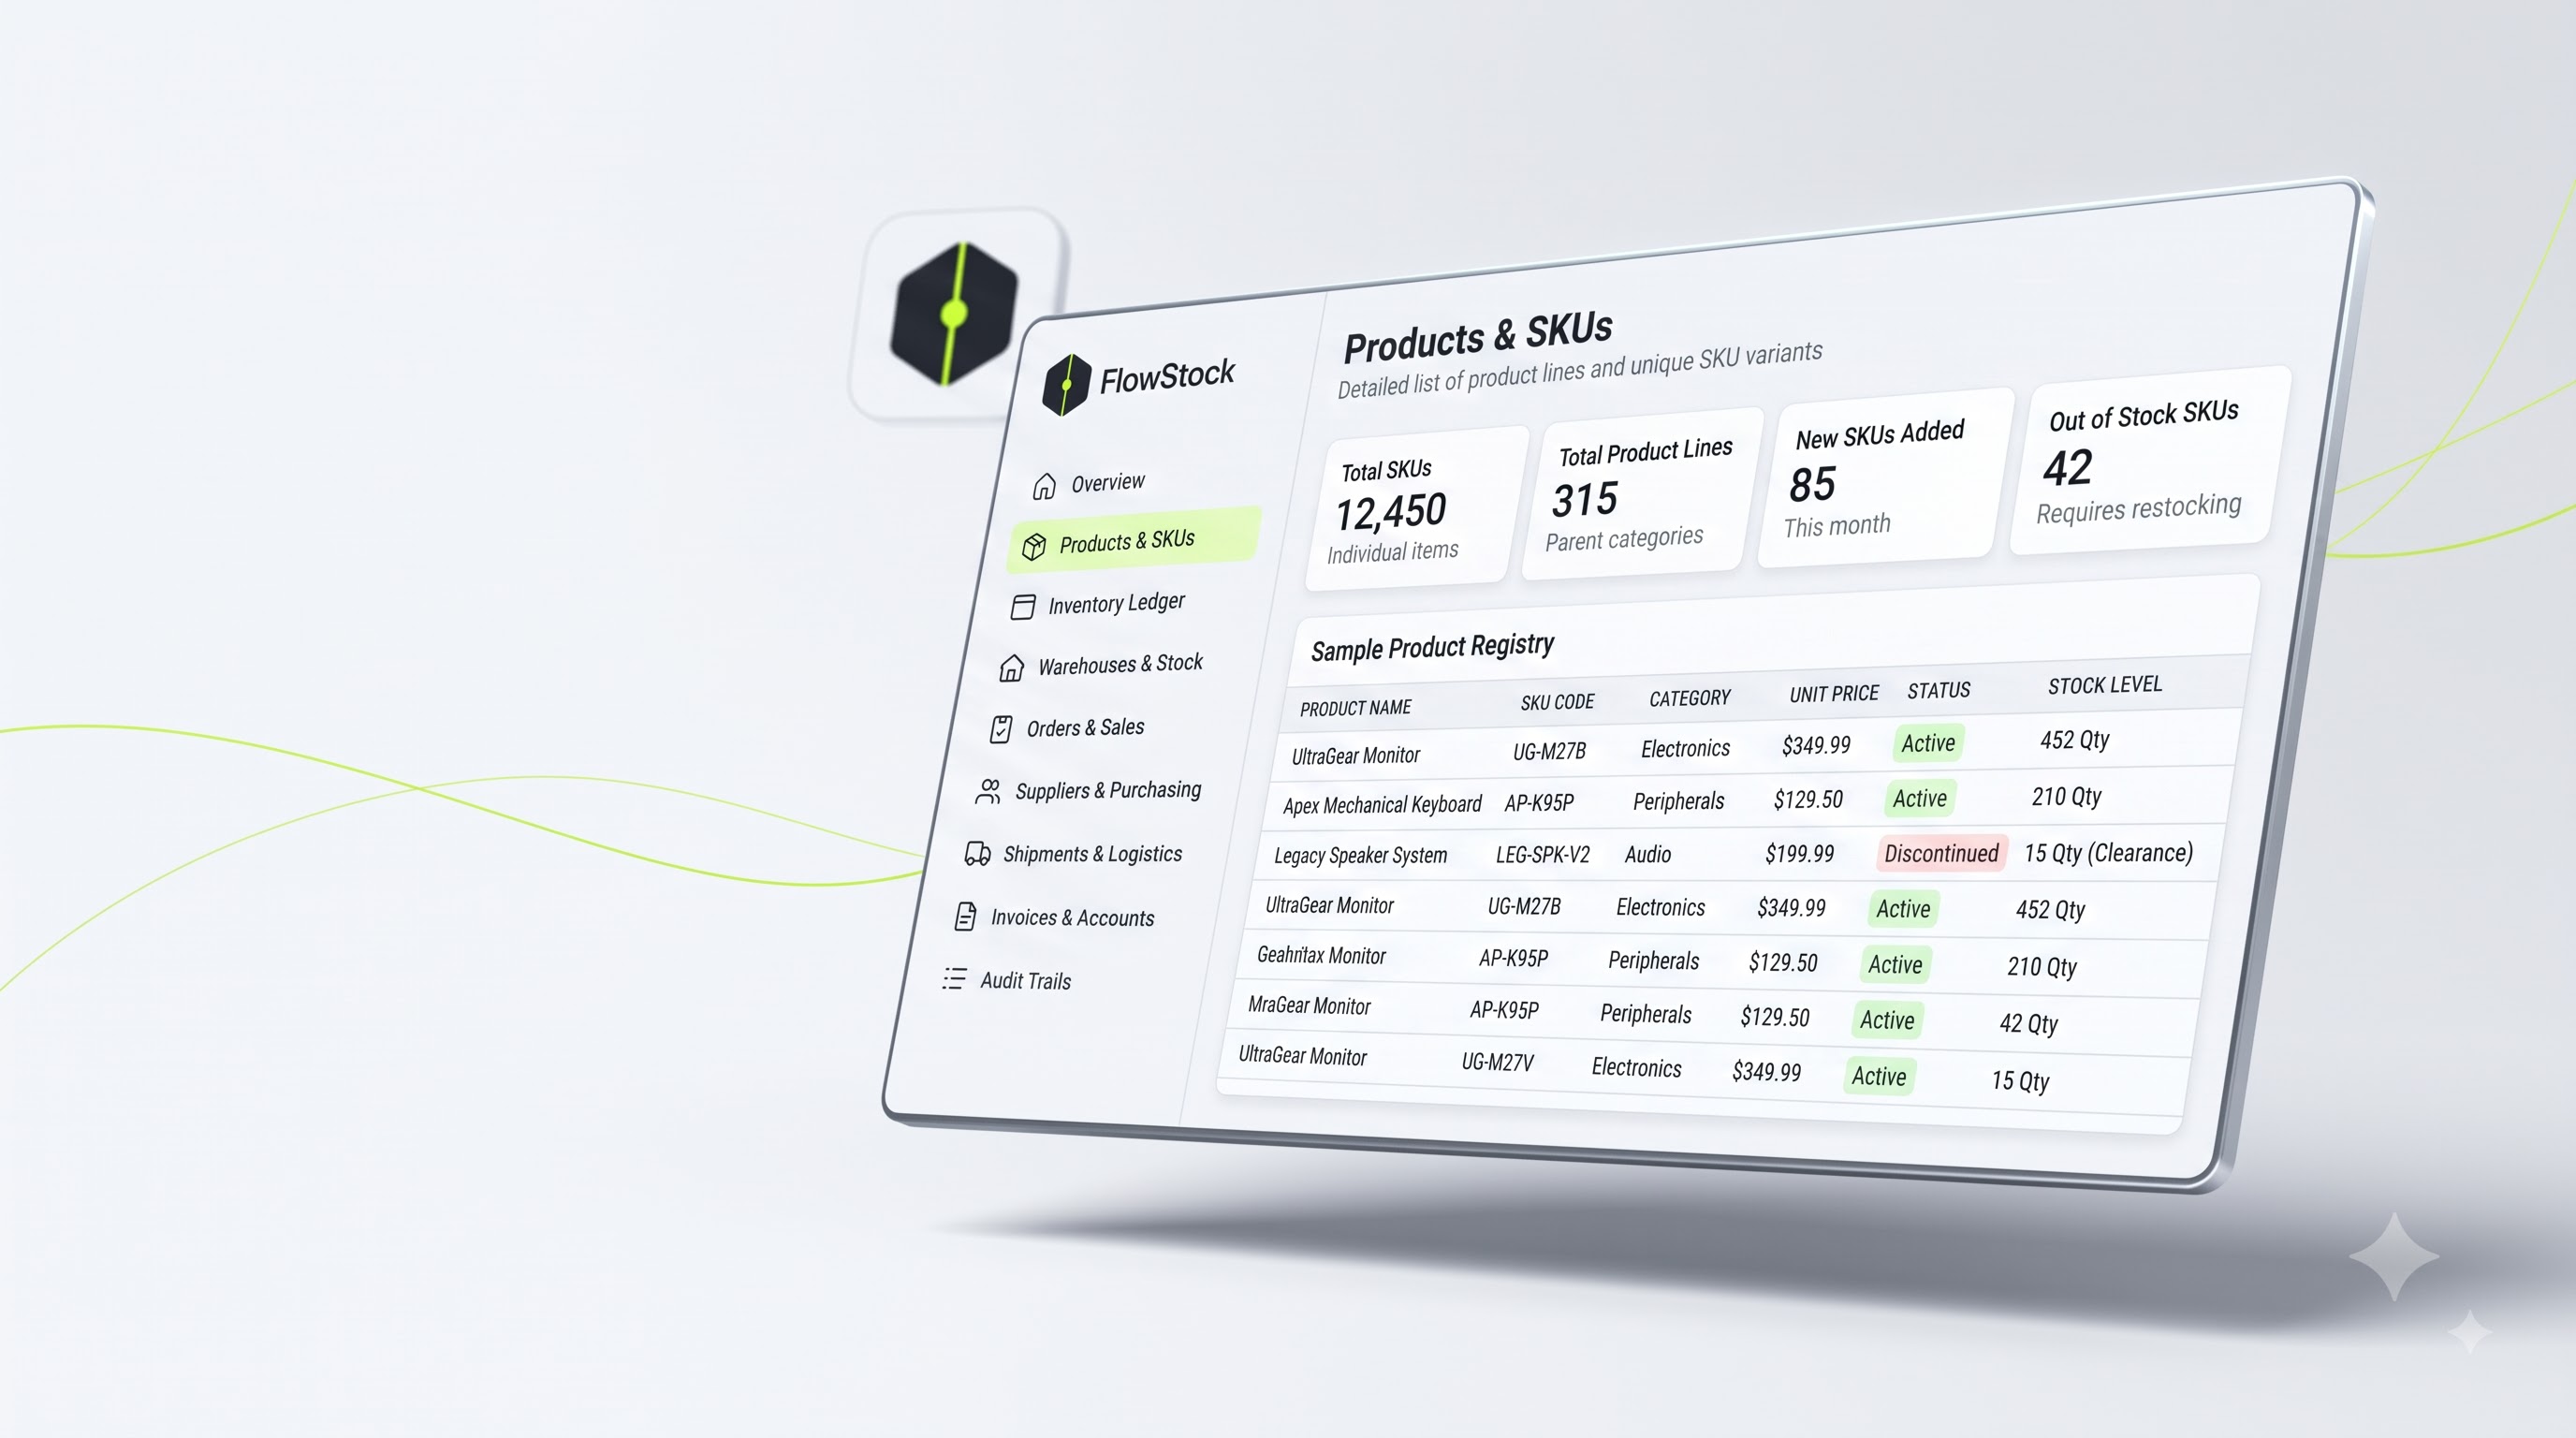 FlowStock
Overview
Products & SKUs
Inventory Ledger
Warehouses & Stock
Orders & Sales
Suppliers & Purchasing
Shipments & Logistics
Invoices & Accounts
Audit Trails
Products & SKUs
Detailed list of product lines and unique SKU variants
Total SKUs
12,450
Individual items
Total Product Lines
315
Parent categories
New SKUs Added
85
This month
Out of Stock SKUs
42
Requires restocking
Sample Product Registry
PRODUCT NAME SKU CODE CATEGORY UNIT PRICE STATUS STOCK LEVEL
UltraGear Monitor UG-M27B Electronics $349.99 Active 452 Qty
Apex Mechanical Keyboard AP-K95P Peripherals $129.50 Active 210 Qty
Legacy Speaker System LEG-SPK-V2 Audio $199.99 Discontinued 15 Qty (Clearance)
UltraGear Monitor UG-M27B Electronics $349.99 Active 452 Qty
Monitor AP-K95P Peripherals $129.50 Active 210 Qty
MraGear Monitor AP-K95P Peripherals $129.50 Active 42 Qty
UltraGear Monitor UG-M27V Electronics $349.99 Active 15 Qty